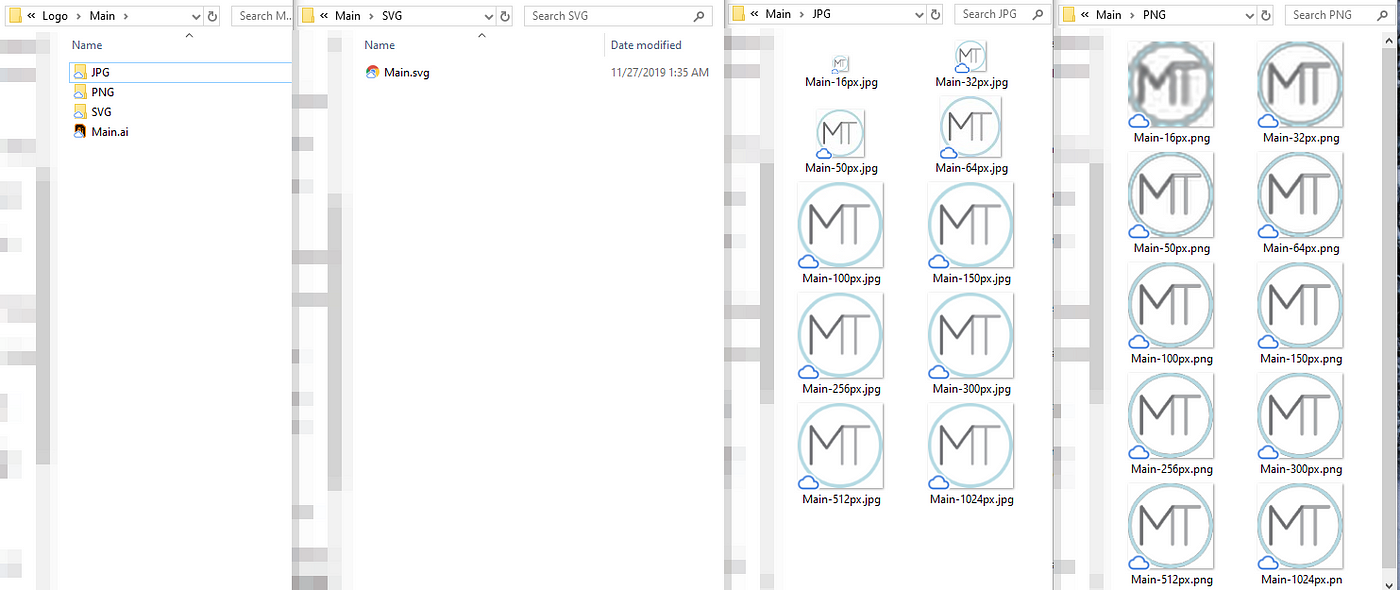 « Logo > Main >
Search M...
Name
JPG
PNG
SVG
Main.ai
« Main > SVG
Search SVG
Name
Date modified
Main.svg
11/27/2019 1:35 AM
« Main > JPG
Search JPG
MT MT
Main-16px.jpg Main-32px.jpg
MT MT
Main-50px.jpg Main-64px.jpg
MT MT
Main-100px.jpg Main-150px.jpg
MT MT
Main-256px.jpg Main-300px.jpg
MT MT
Main-512px.jpg Main-1024px.jpg
« Main > PNG
Search PNG
MT MT
Main-16px.png Main-32px.png
MT MT
Main-50px.png Main-64px.png
MT MT
Main-100px.png Main-150px.png
MT MT
Main-256px.png Main-300px.png
MT MT
Main-512px.png Main-1024px.pn